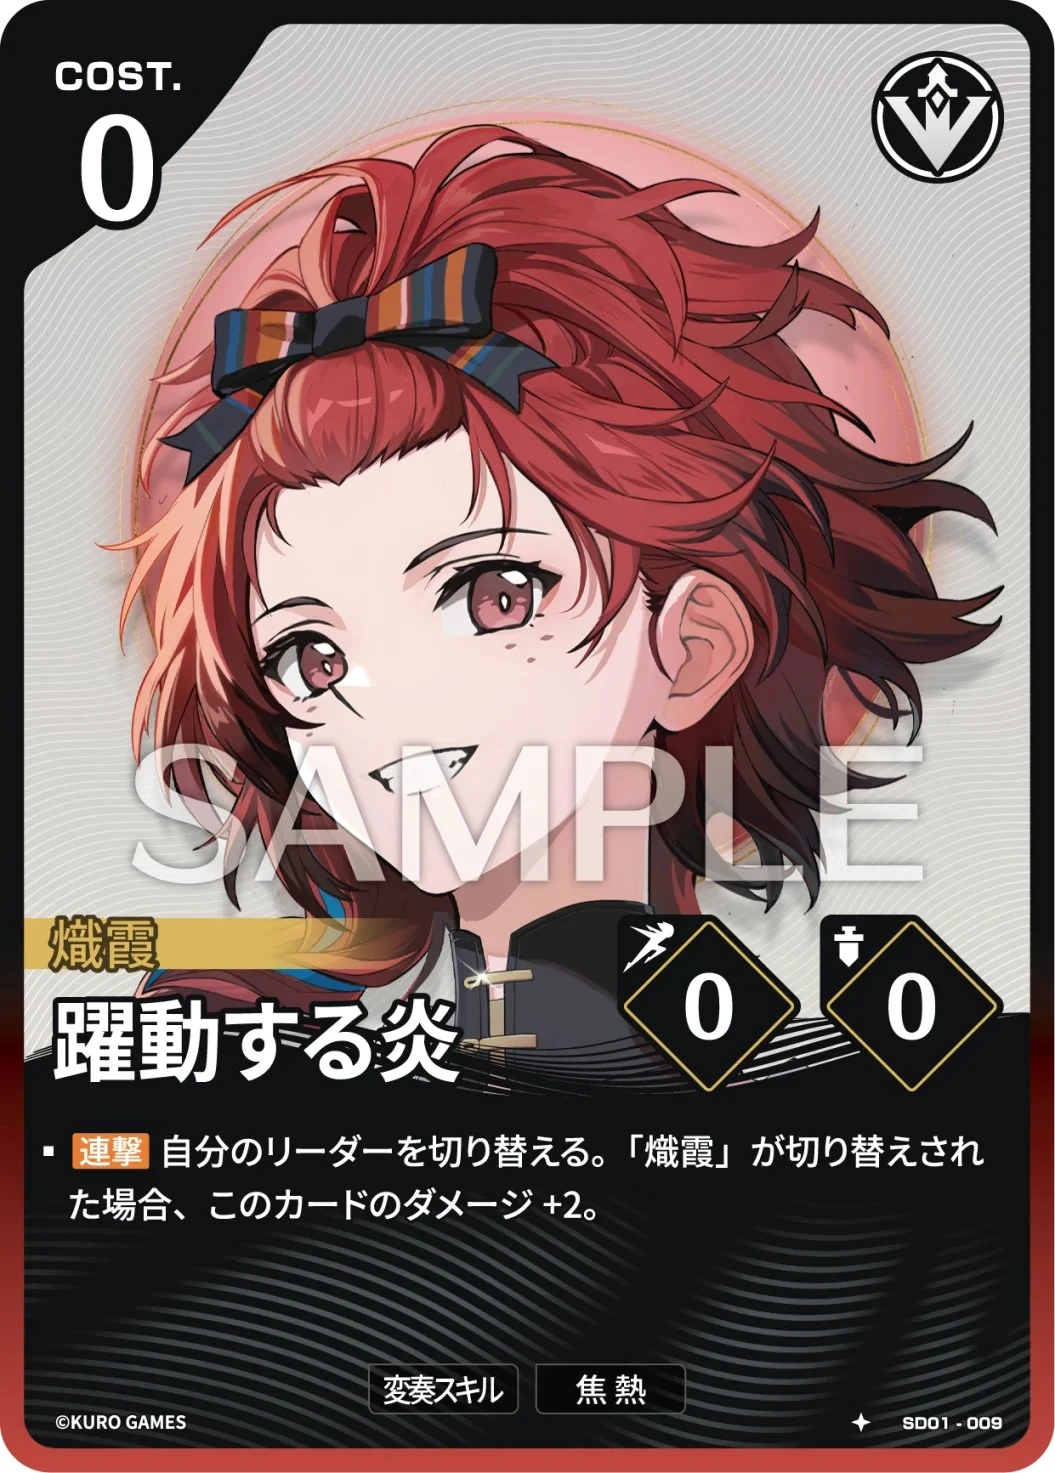 COST.
0
SAMPLE
熾霞
躍動する炎
0
0
▪ 連撃 自分のリーダーを切り替える。「熾霞」が切り替えされ
た場合、このカードのダメージ +2。
変奏スキル
焦熱
©KURO GAMES
SD01 - 009